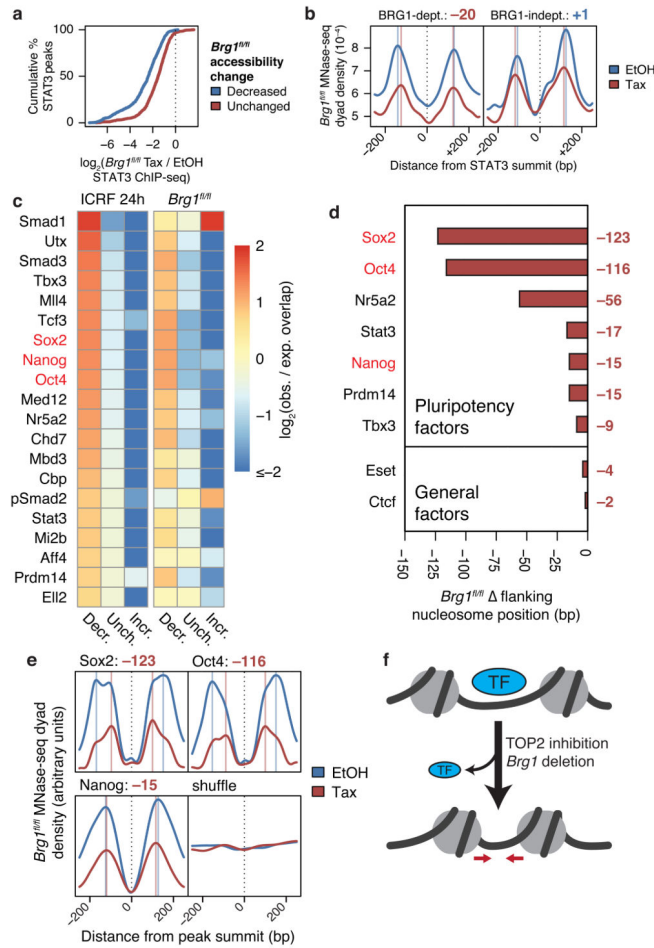 a
Cumulative %
STAT3 peaks
100
50
0
−6
−4
−2
0
2
log2(Brg1fl/fl Tax / EtOH
STAT3 ChIP-seq)
Brg1fl/fl
accessibility
change
Decreased
Unchanged
b
BRG1-dept.: −20
BRG1-indept.: +1
Brg1fl/fl MNase-seq
dyad density (10−4)
8
7
6
5
−200
0
+200
−200
0
+200
Distance from STAT3 summit (bp)
EtOH
Tax
c
ICRF 24h
Brg1fl/fl
Smad1
Utx
Smad3
Tbx3
Mll4
Tcf3
Sox2
Nanog
Oct4
Med12
Nr5a2
Chd7
Mbd3
Cbp
pSmad2
Stat3
Mi2b
Aff4
Prdm14
Ell2
Decr.
Unch.
Incr.
Decr.
Unch.
Incr.
2
1
0
−1
≤−2
log2(obs. / exp. overlap)
d
Sox2
−123
Oct4
−116
Nr5a2
−56
Stat3
−17
Nanog
−15
Prdm14
−15
Tbx3
−9
Pluripotency
factors
Eset
−4
Ctcf
−2
General
factors
−150
−125
−100
−75
−50
−25
0
Brg1fl/fl Δ flanking
nucleosome position (bp)
e
Sox2: −123
Oct4: −116
Nanog: −15
shuffle
Brg1fl/fl MNase-seq dyad
density (arbitrary units)
−200
0
200
−200
0
200
Distance from peak summit (bp)
EtOH
Tax
f
TF
TOP2 inhibition
Brg1 deletion
TF